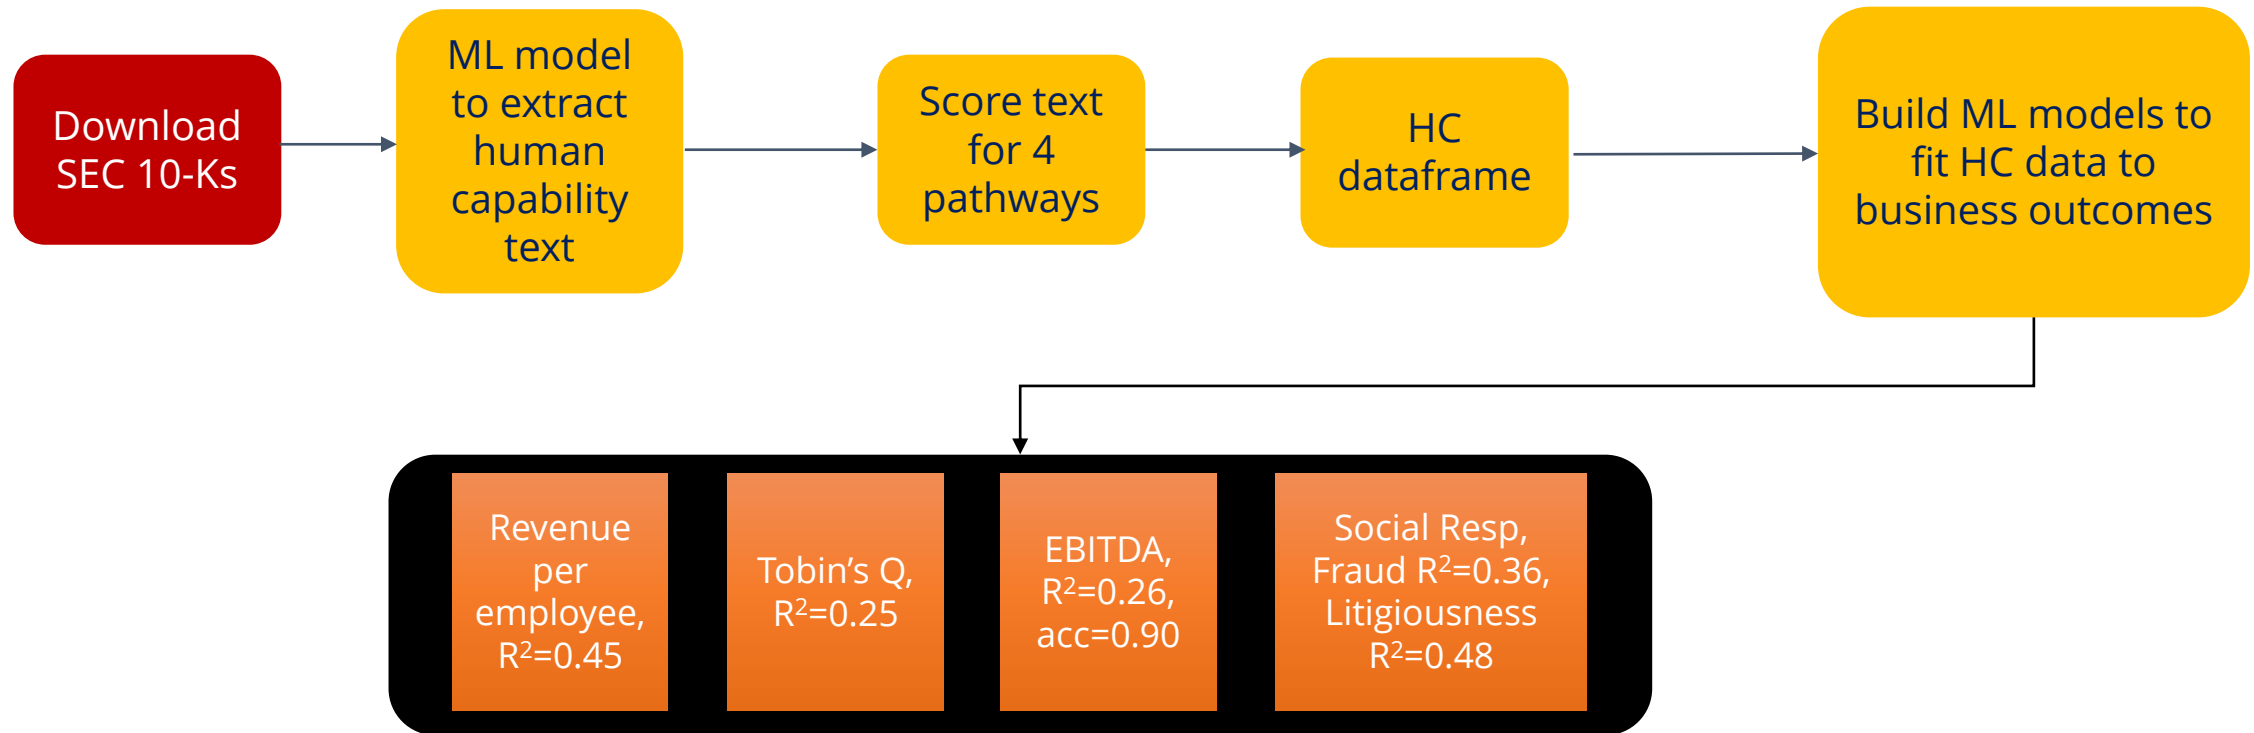 Download
SEC 10-Ks
ML model
to extract
human
capability
text
Score text
for 4
pathways
HC
dataframe
Build ML models to
fit HC data to
business outcomes
Revenue
per
employee,
R²=0.45
Tobin’s Q,
R²=0.25
EBITDA,
R²=0.26,
acc=0.90
Social Resp,
Fraud R²=0.36,
Litigiousness
R²=0.48